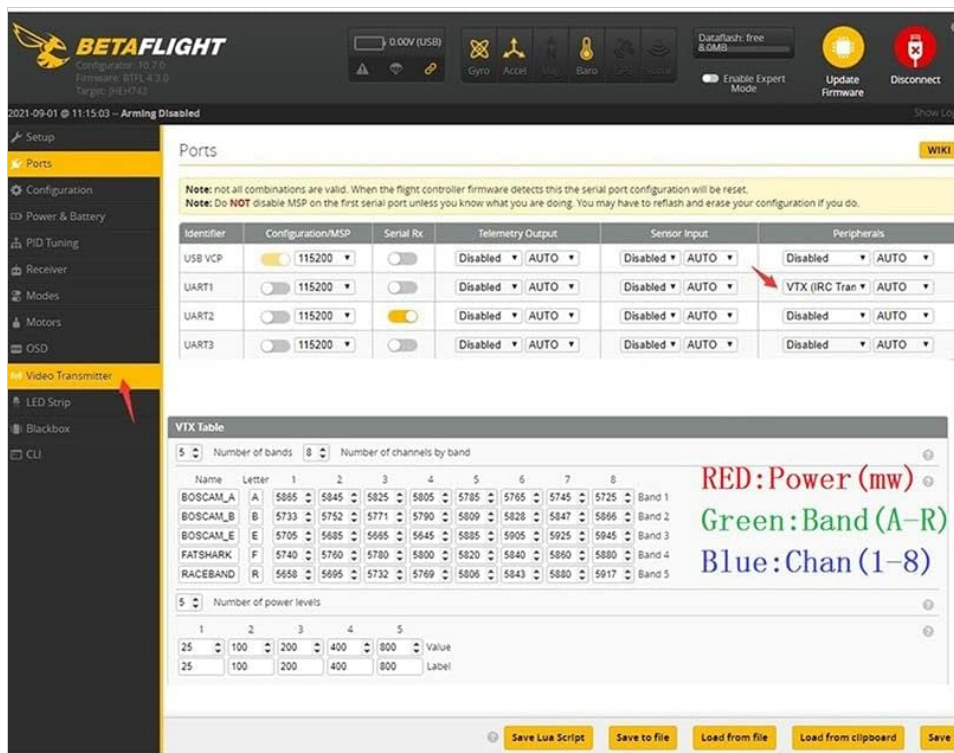 BETAFLIGHT
Configurator: 10.7.0
Firmware: BTFL 4.3.0
0.00V (USB)
Gyro Accel Mag Baro GPS Sonar
Dataflash: free
8.0MB
Enable Expert
Mode
Update
Firmware
Disconnect
2021-09-01 @ 11:15:03 -- Arming Disabled
Show Log
Setup
Ports
Configuration
Power & Battery
PID Tuning
Receiver
Modes
Motors
OSD
Video Transmitter
LED Strip
Blackbox
CLI
Ports
WIKI
Note: not all combinations are valid. When the flight controller firmware detects this the serial port configuration will be reset.
Note: Do NOT disable MSP on the first serial port unless you know what you are doing. You may have to reflash and erase your configuration if you do.
Identifier Configuration/MSP Serial Rx Telemetry Output Sensor Input Peripherals
USB VCP 115200 Disabled AUTO Disabled AUTO Disabled AUTO
UART1 115200 Disabled AUTO Disabled AUTO VTX (IRC Tran AUTO
UART2 115200 Disabled AUTO Disabled AUTO Disabled AUTO
UART3 115200 Disabled AUTO Disabled AUTO Disabled AUTO
VTX Table
5 Number of bands 8 Number of channels by band
Name Letter 1 2 3 4 5 6 7 8
BOSCAM_A A 5865 5845 5825 5805 5785 5765 5745 5725 Band 1
BOSCAM_B B 5733 5752 5771 5790 5809 5828 5847 5866 Band 2
BOSCAM_E E 5705 5685 5665 5645 5885 5905 5925 5945 Band 3
FATSHARK F 5740 5760 5780 5800 5820 5840 5860 5880 Band 4
RACEBAND R 5658 5695 5732 5769 5806 5843 5880 5917 Band 5
RED:Power(mw)
Green:Band(A-R)
Blue:Chan(1-8)
5 Number of power levels
1 2 3 4 5
25 100 200 400 800 Value
25 100 200 400 800 Label
Save Lua Script Save to file Load from file Load from clipboard Save